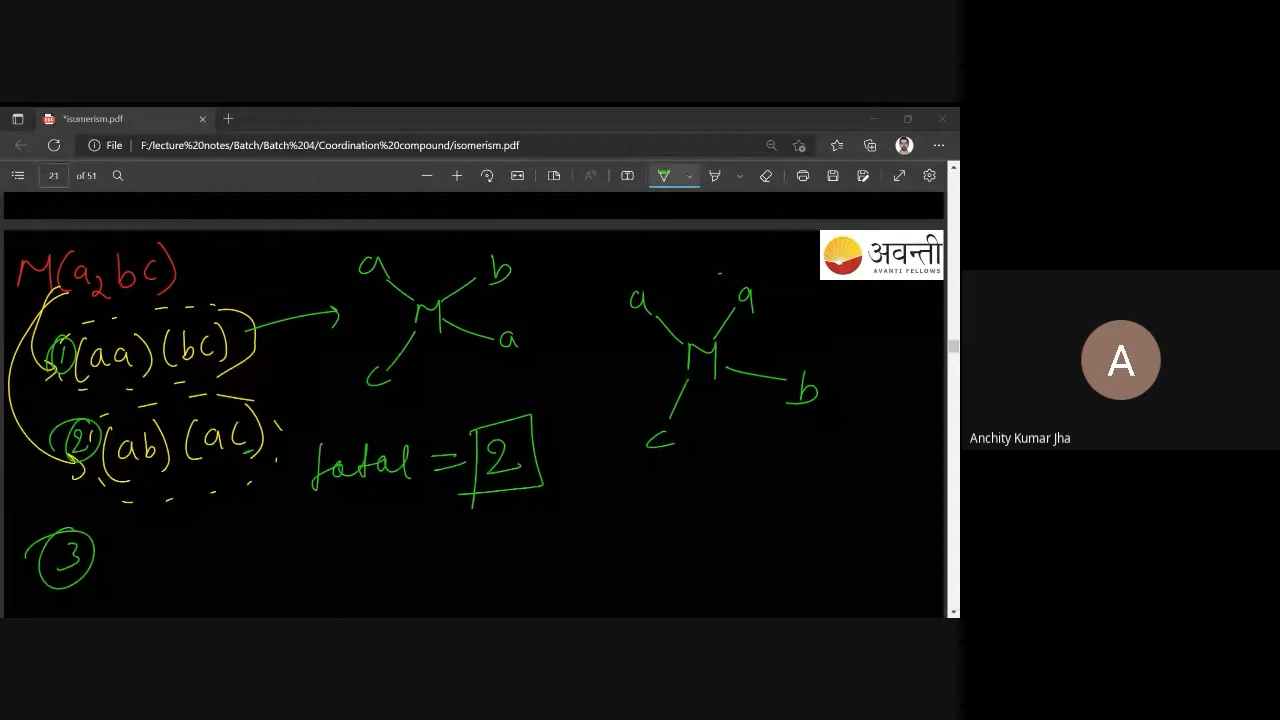 *isomerism.pdf
File F:/lecture%20notes/Batch/Batch%204/Coordination%20compound/isomerism.pdf
21 of 51
अवन्ती
AVANTI FELLOWS
M(a₂bc)
① (aa) (bc)
② (ab) (ac)
③
a b
M
c a
total = 2
a a
M
c b
A
Anchity Kumar Jha